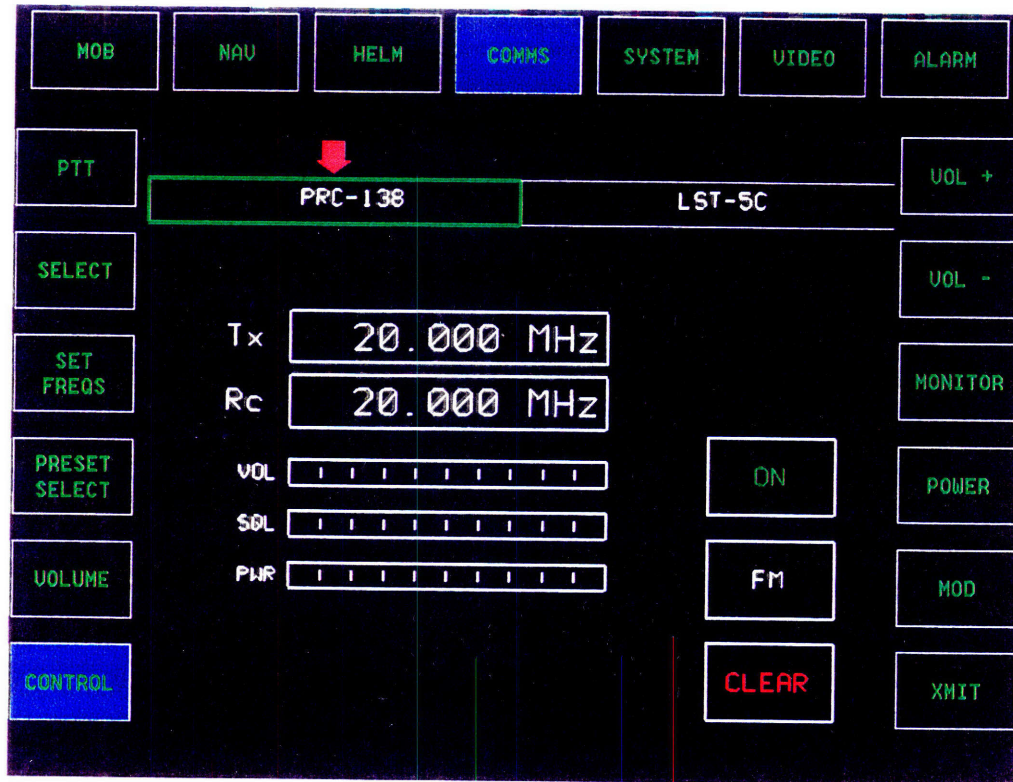 MOB
NAV
HELM
COMMS
SYSTEM
VIDEO
ALARM
PTT
PRC-138
LST-5C
VOL +
SELECT
VOL -
Tx 20.000 MHz
SET
FREQS
MONITOR
Rc 20.000 MHz
PRESET
SELECT
VOL
ON
POWER
SQL
VOLUME
PWR
FM
MOD
CONTROL
CLEAR
XMIT